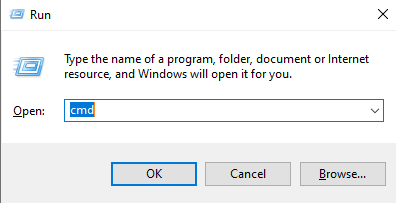 Run
Type the name of a program, folder, document or Internet
resource, and Windows will open it for you.
Open: cmd
OK Cancel Browse...